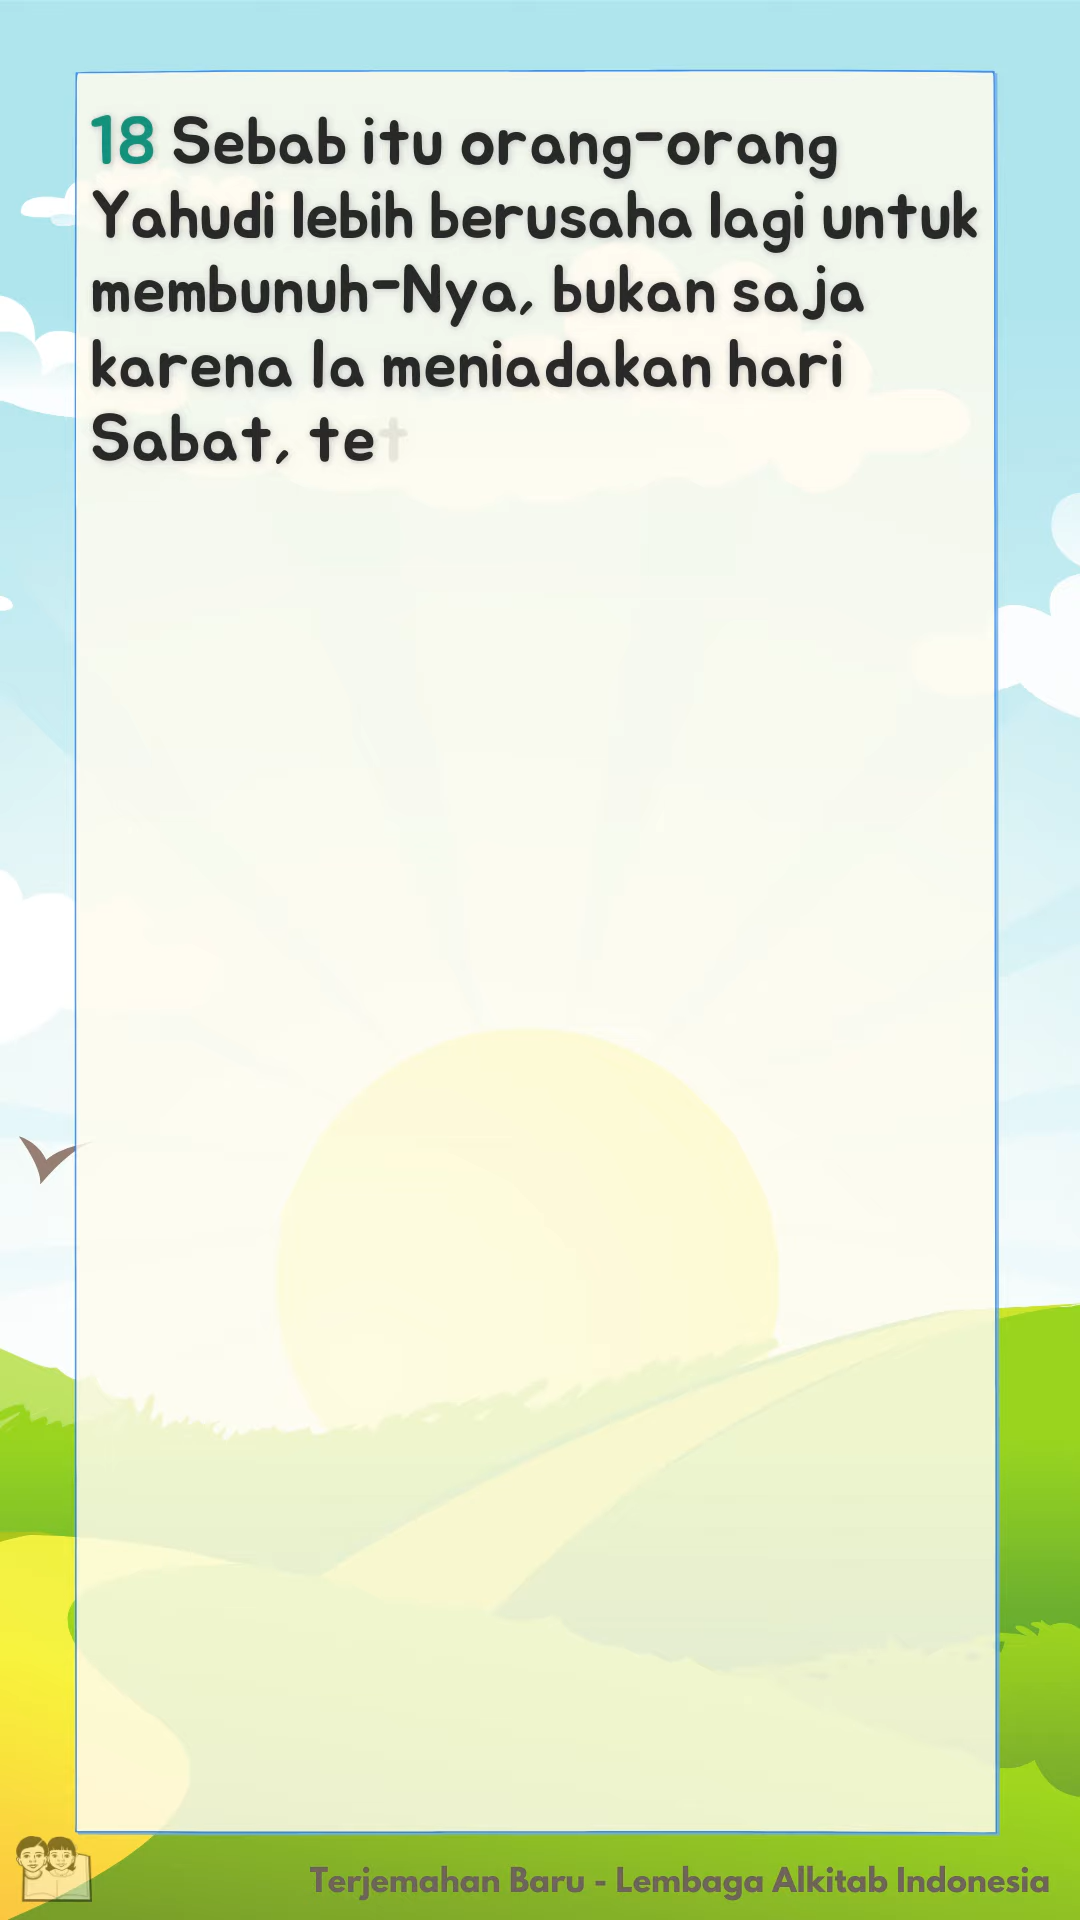 18 Sebab itu orang-orang
Yahudi lebih berusaha lagi untuk
membunuh-Nya, bukan saja
karena Ia meniadakan hari
Sabat, tet
Terjemahan Baru - Lembaga Alkitab Indonesia